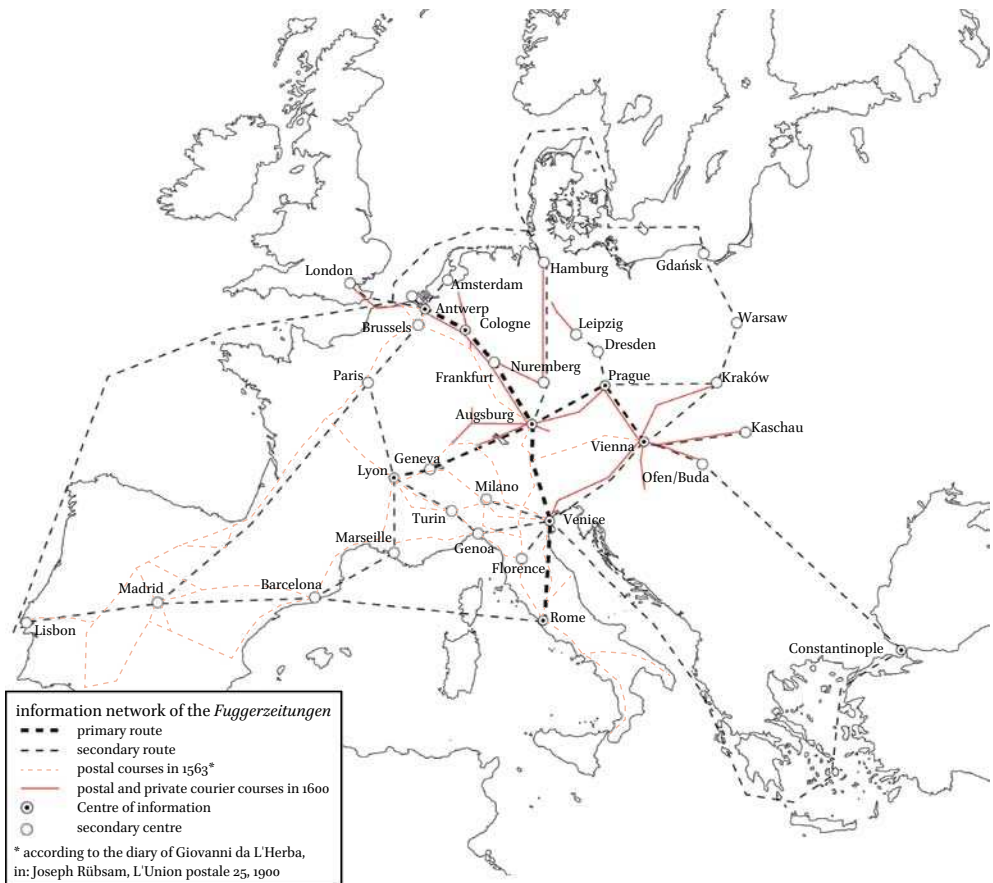 London
Amsterdam
Hamburg
Gdańsk
Antwerp
Brussels
Cologne
Leipzig
Warsaw
Dresden
Paris
Nuremberg
Frankfurt
Prague
Kraków
Augsburg
Kaschau
Vienna
Geneva
Lyon
Ofen/Buda
Milano
Turin
Venice
Marseille
Genoa
Florence
Madrid
Barcelona
Rome
Lisbon
Constantinople
information network of the Fuggerzeitungen
primary route
secondary route
postal courses in 1563*
postal and private courier courses in 1600
Centre of information
secondary centre
* according to the diary of Giovanni da L'Herba,
in: Joseph Rübsam, L'Union postale 25, 1900